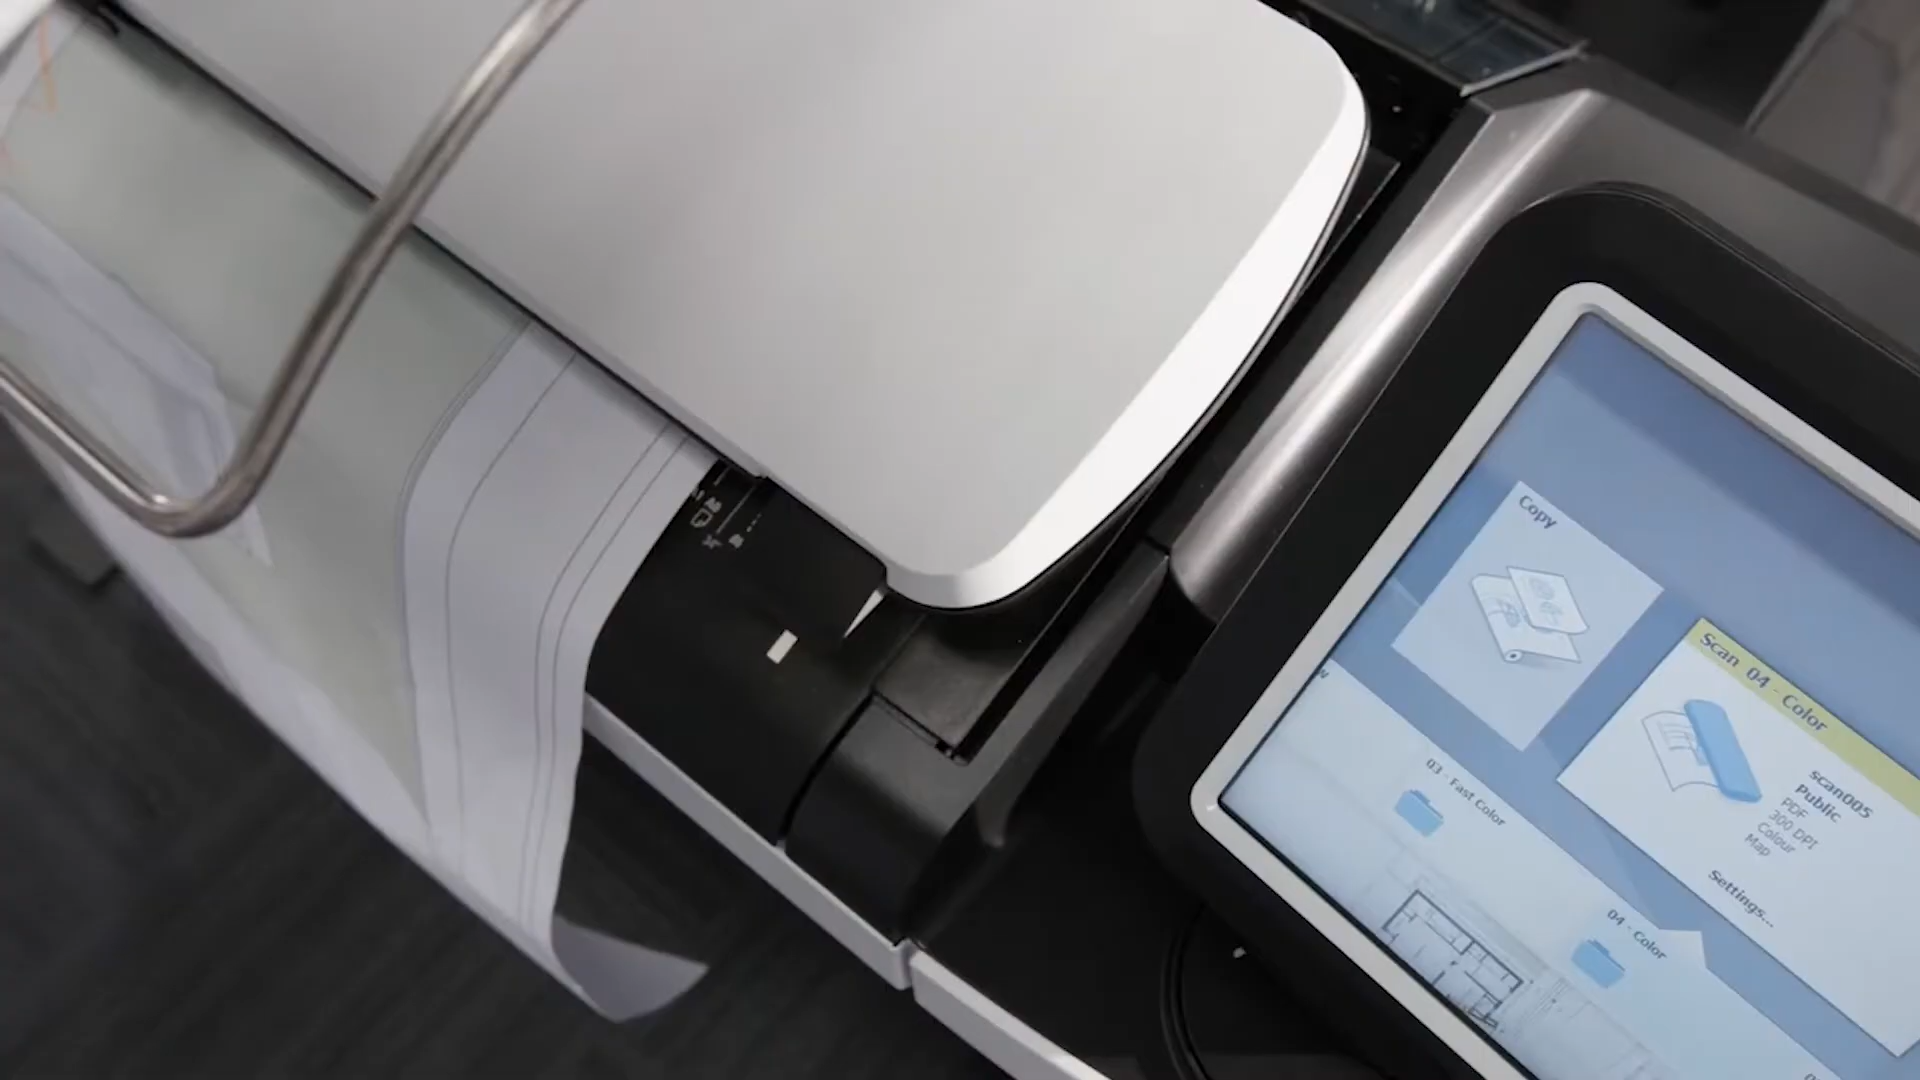 Copy
Scan 04 - Color
scan005
Public
PDF
300 DPI
Colour
Map
Settings...
03 - Fast Color
04 - Color